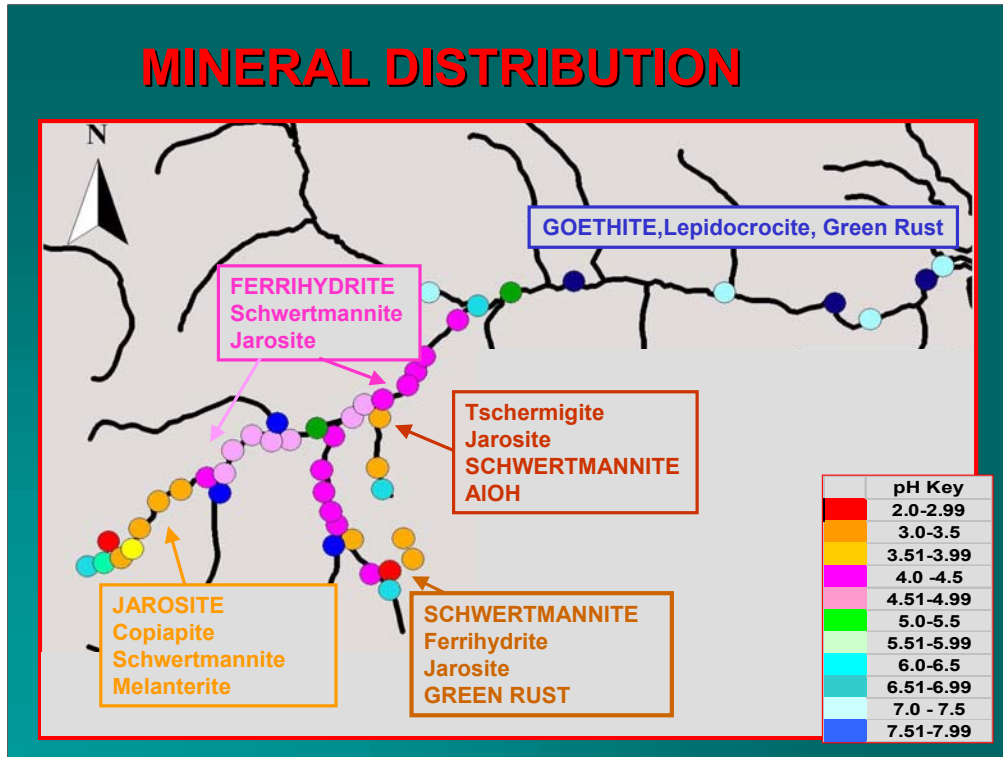 MINERAL DISTRIBUTION
N
GOETHITE,Lepidocrocite, Green Rust
FERRIHYDRITE
Schwertmannite
Jarosite
Tschermigite
Jarosite
SCHWERTMANNITE
AlOH
JAROSITE
Copiapite
Schwertmannite
Melanterite
SCHWERTMANNITE
Ferrihydrite
Jarosite
GREEN RUST
pH Key
2.0-2.99
3.0-3.5
3.51-3.99
4.0 -4.5
4.51-4.99
5.0-5.5
5.51-5.99
6.0-6.5
6.51-6.99
7.0 - 7.5
7.51-7.99